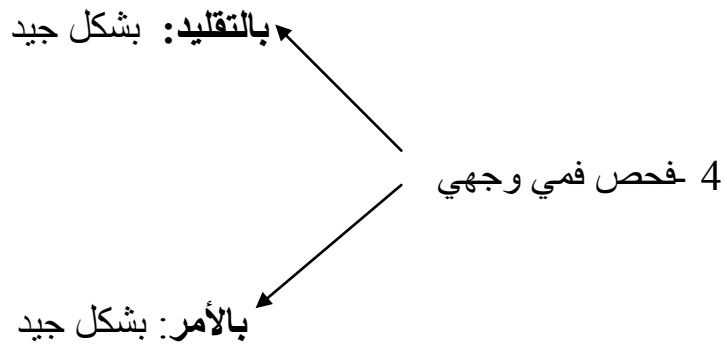 بالتقليد: بشكل جيد
4 -فحص فمي وجهي
بالأمر: بشكل جيد